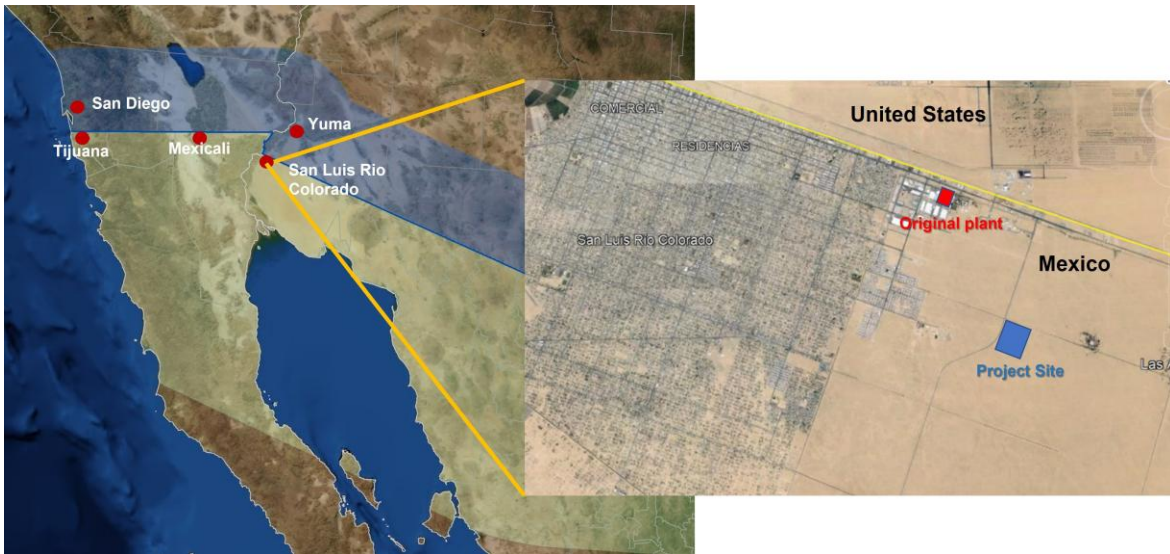 San Diego
Tijuana
Mexicali
Yuma
San Luis Rio
Colorado
COMERCIAL
RESIDENCIAS
United States
Original plant
San Luis Río Colorado
Mexico
Project Site
Las